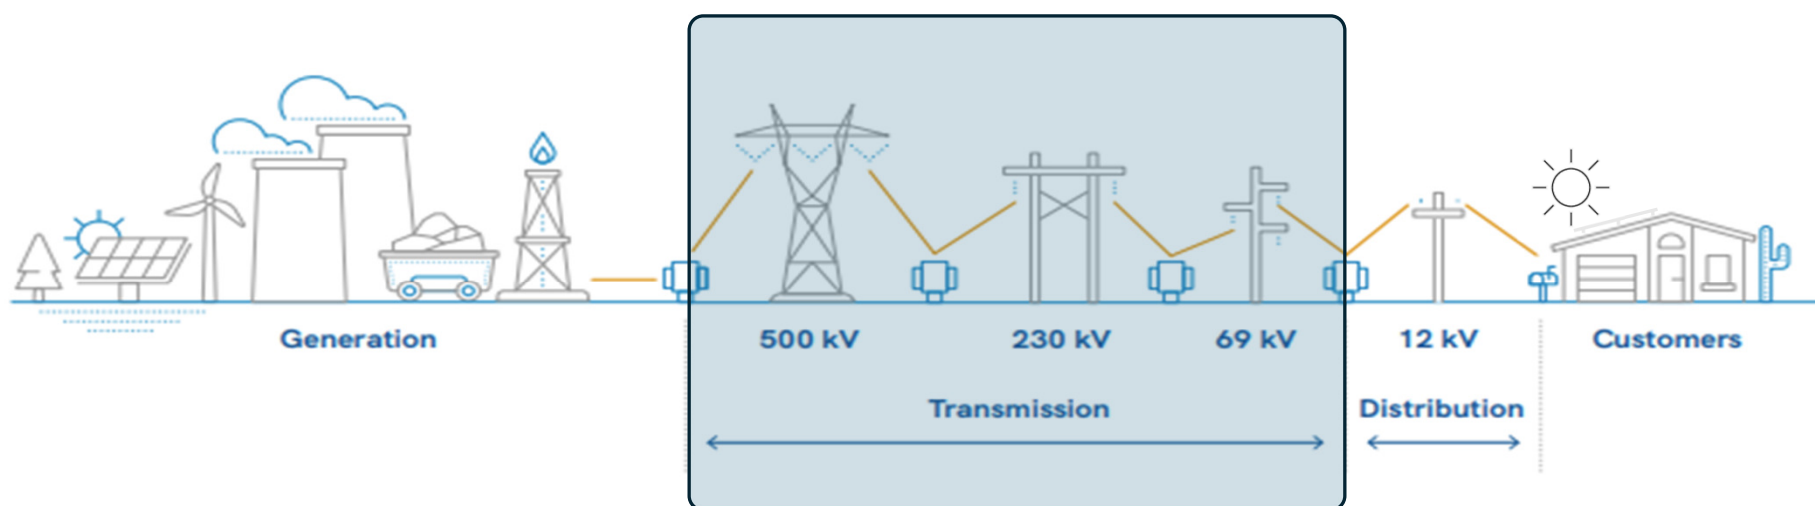 Generation
500 kV
230 kV
69 kV
12 kV
Customers
Transmission
Distribution